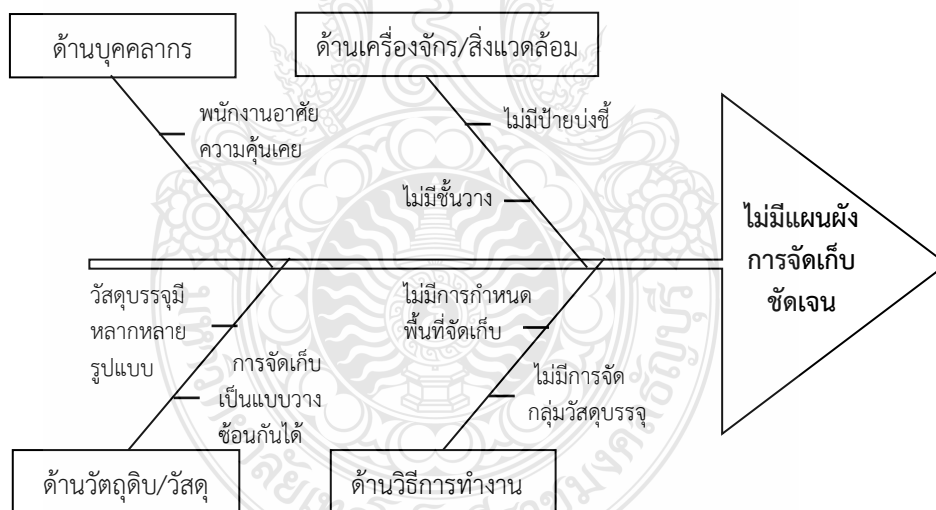 ด้านบุคคลากร
ด้านเครื่องจักร/สิ่งแวดล้อม
พนักงานอาศัย
ความคุ้นเคย
ไม่มีป้ายบ่งชี้
ไม่มีชั้นวาง
ไม่มีแผนผัง
การจัดเก็บ
ชัดเจน
วัสดุบรรจุมี
หลากหลาย
รูปแบบ
การจัดเก็บ
เป็นแบบวาง
ซ้อนกันได้
ไม่มีการกำหนด
พื้นที่จัดเก็บ
ไม่มีการจัด
กลุ่มวัสดุบรรจุ
ด้านวัตถุดิบ/วัสดุ
ด้านวิธีการทำงาน